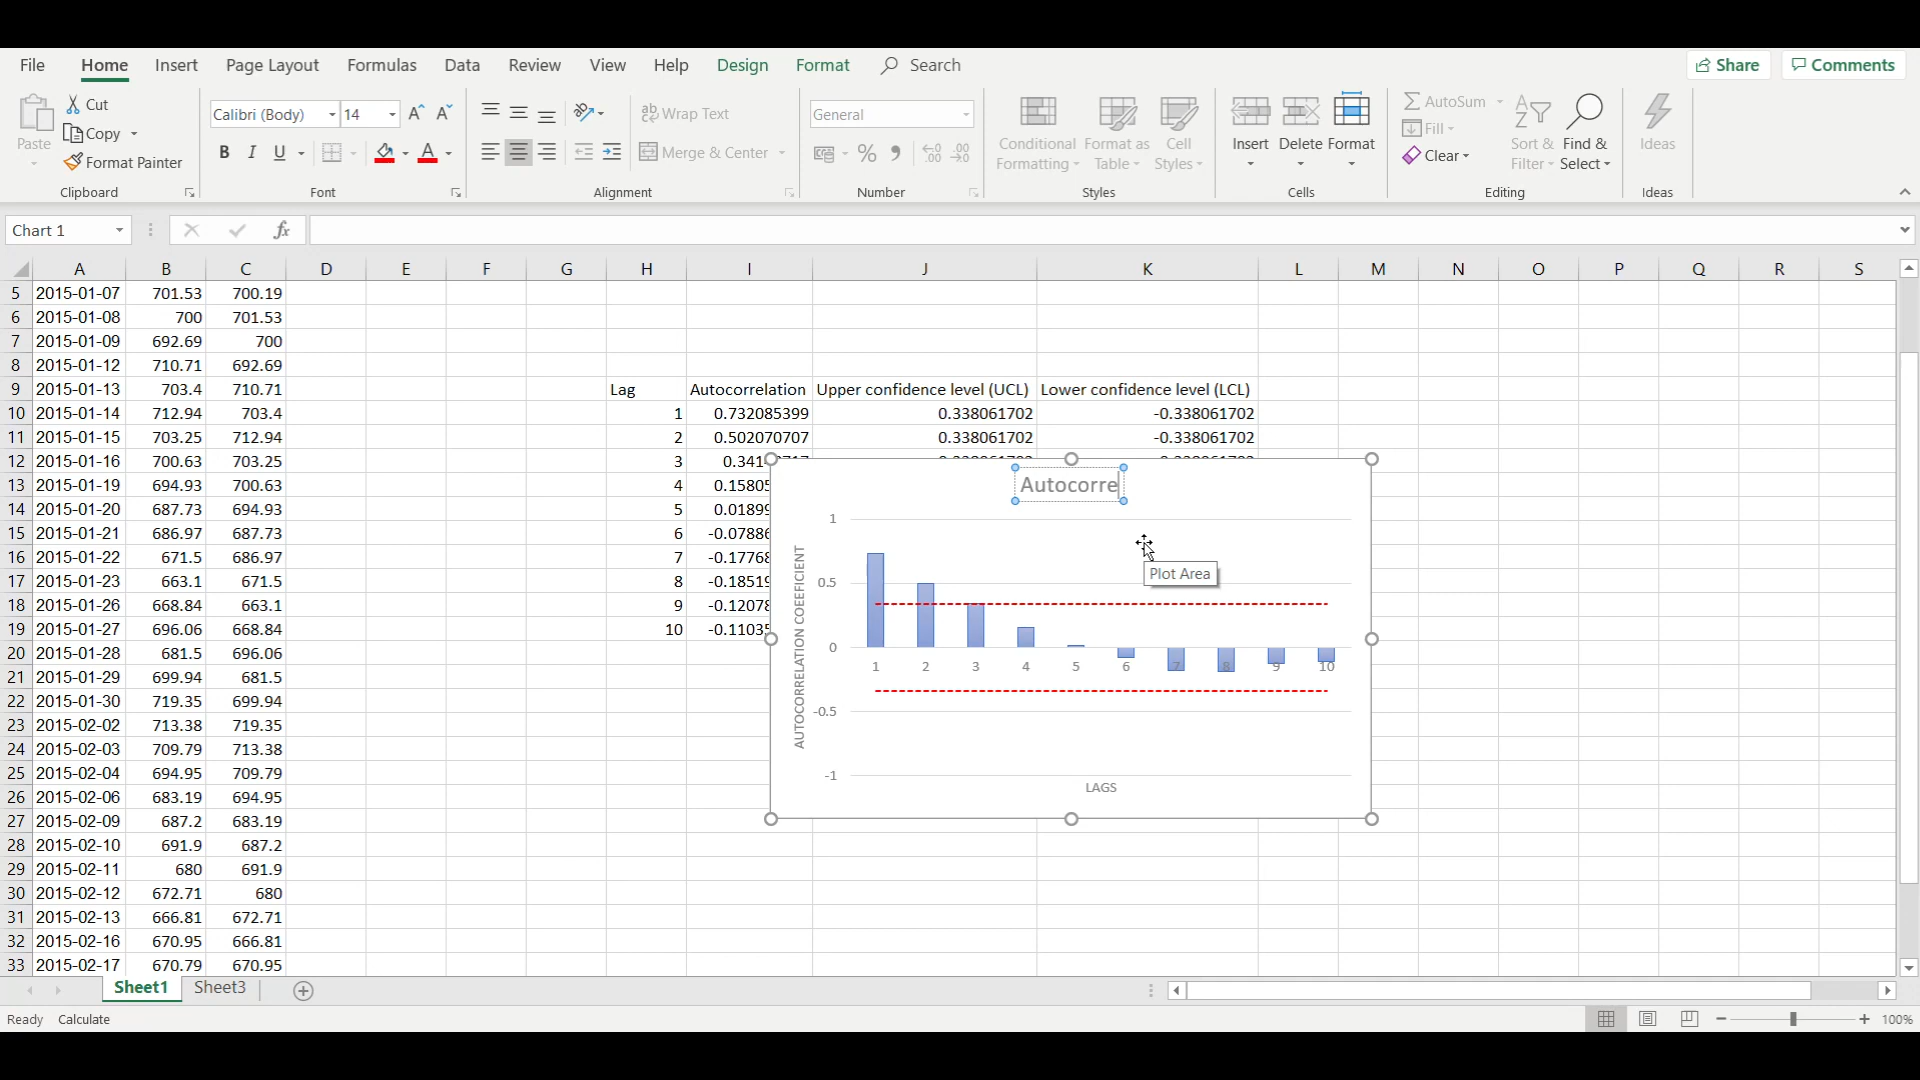 File Home Insert Page Layout Formulas Data Review View Help Design Format Search Share Comments
Cut
Copy
Format Painter
Paste
Clipboard
Calibri (Body) 14
B I U
Font
Wrap Text
Merge & Center
Alignment
General
Number
Conditional Formatting
Format as Table
Cell Styles
Styles
Insert Delete Format
Cells
AutoSum
Fill
Clear
Sort & Filter
Find & Select
Editing
Ideas
Ideas
Chart 1 fx
A B C D E F G H I J K L M N O P Q R S
5 2015-01-07 701.53 700.19
6 2015-01-08 700 701.53
7 2015-01-09 692.69 700
8 2015-01-12 710.71 692.69
9 2015-01-13 703.4 710.71 Lag Autocorrelation Upper confidence level (UCL) Lower confidence level (LCL)
10 2015-01-14 712.94 703.4 1 0.732085399 0.338061702 -0.338061702
11 2015-01-15 703.25 712.94 2 0.502070707 0.338061702 -0.338061702
12 2015-01-16 700.63 703.25 3
13 2015-01-19 694.93 700.63 4 0.15805
14 2015-01-20 687.73 694.93 5 0.01899
15 2015-01-21 686.97 687.73 6 -0.07886
16 2015-01-22 671.5 686.97 7 -0.17768
17 2015-01-23 663.1 671.5 8 -0.18519
18 2015-01-26 668.84 663.1 9 -0.12078
19 2015-01-27 696.06 668.84 10 -0.11035
20 2015-01-28 681.5 696.06
21 2015-01-29 699.94 681.5
22 2015-01-30 719.35 699.94
23 2015-02-02 713.38 719.35
24 2015-02-03 709.79 713.38
25 2015-02-04 694.95 709.79
26 2015-02-06 683.19 694.95
27 2015-02-09 687.2 683.19
28 2015-02-10 691.9 687.2
29 2015-02-11 680 691.9
30 2015-02-12 672.71 680
31 2015-02-13 666.81 672.71
32 2015-02-16 670.95 666.81
33 2015-02-17 670.79 670.95
Autocorre
1
0.5
0
-0.5
-1
AUTOCORRELATION COEEFICIENT
1 2 3 4 5 6 7 8 9 10
LAGS
Plot Area
Sheet1 Sheet3
Ready Calculate 100%